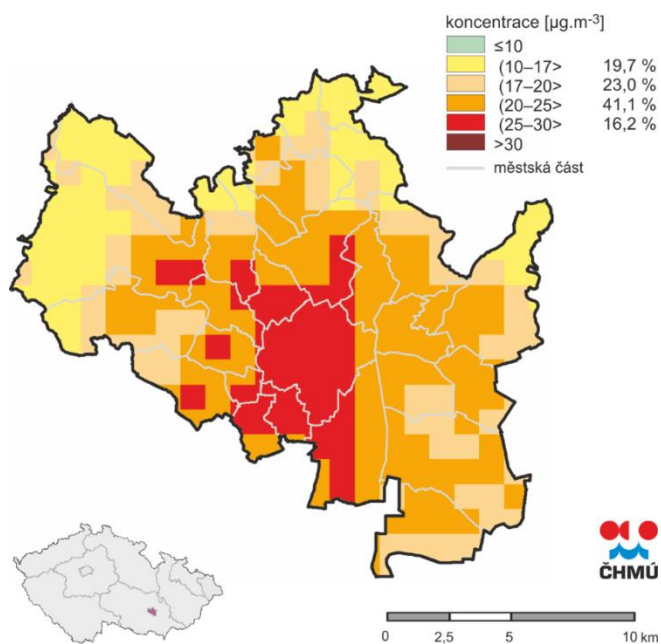 koncentrace [µg.m⁻³]
≤10
(10–17> 19,7 %
(17–20> 23,0 %
(20–25> 41,1 %
(25–30> 16,2 %
>30
městská část
ČHMÚ
0 2,5 5 10 km